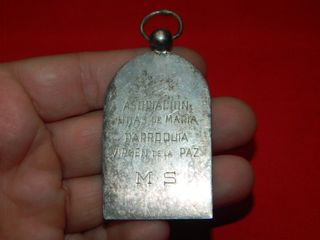 ASOCIACION
HIJAS DE MARIA
PARROQUIA
VIRGEN DE LA PAZ
M S